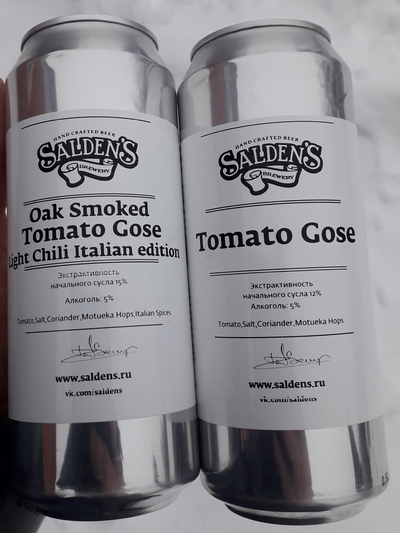 HAND CRAFTED BEER
SALDEN'S
BREWERY
Oak Smoked
Tomato Gose
Light Chili Italian edition
Экстрактивность
начального сусла 15%
Алкоголь: 5%
Tomato,Salt,Coriander,Motueka Hops,Italian Spices
www.saldens.ru
vk.com/saldens
HAND CRAFTED BEER
SALDEN'S
BREWERY
Tomato Gose
Экстрактивность
начального сусла 12%
Алкоголь: 5%
Tomato,Salt,Coriander,Motueka Hops
www.saldens.ru
vk.com/saldens